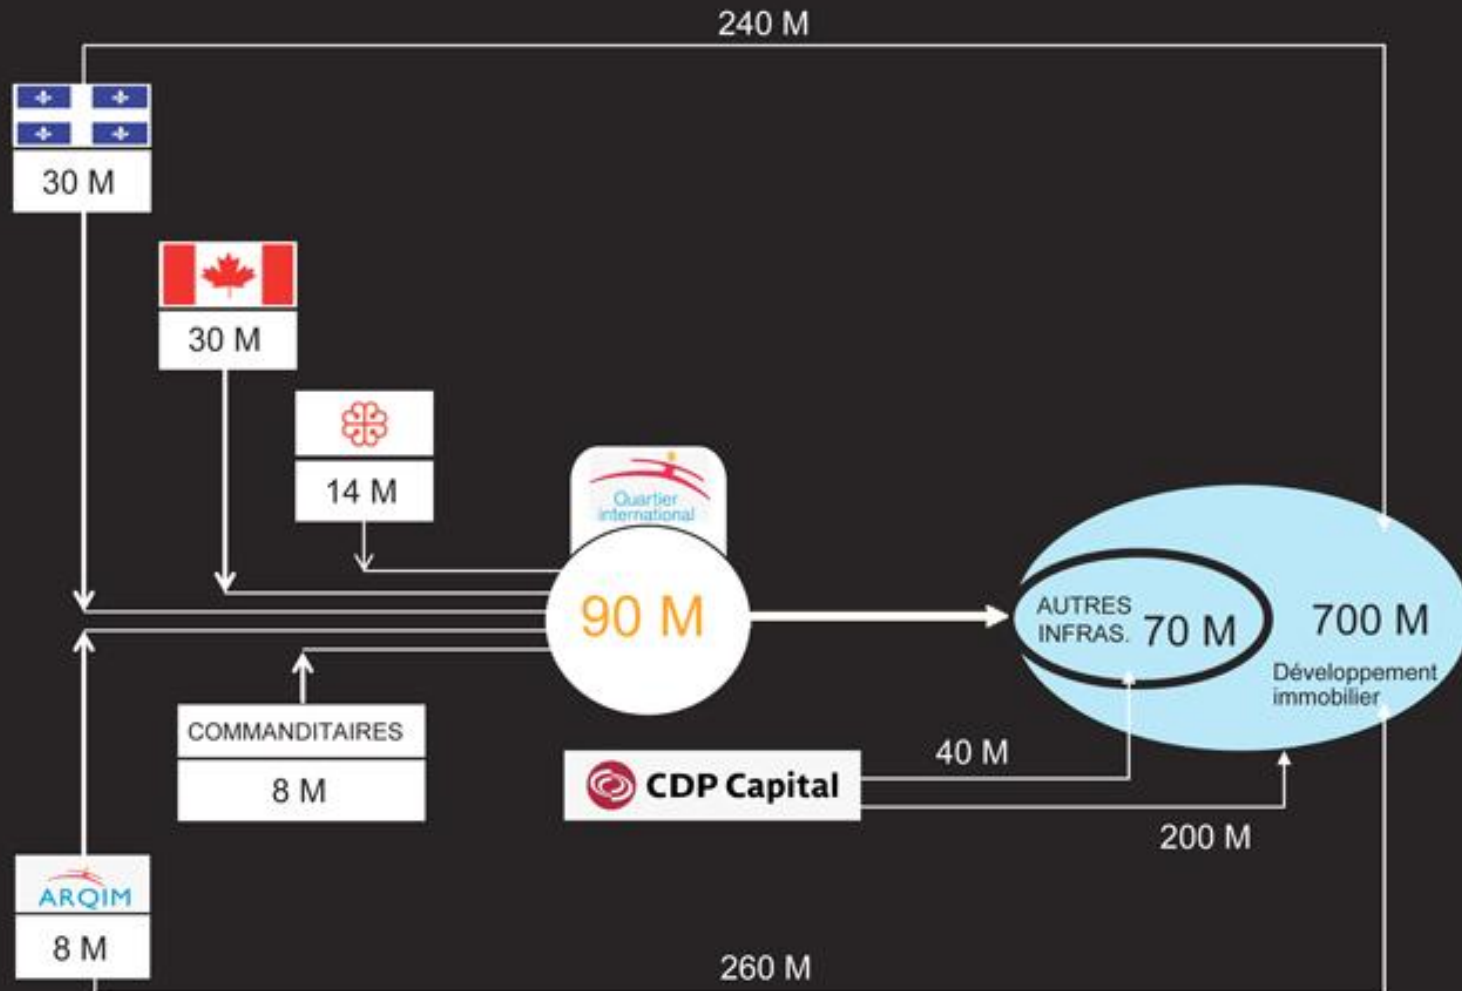 240 M
30 M
30 M
14 M
Quartier
international
90 M
AUTRES
INFRAS.
70 M
700 M
Développement
immobilier
COMMANDITAIRES
8 M
CDP Capital
40 M
200 M
ARQIM
8 M
260 M